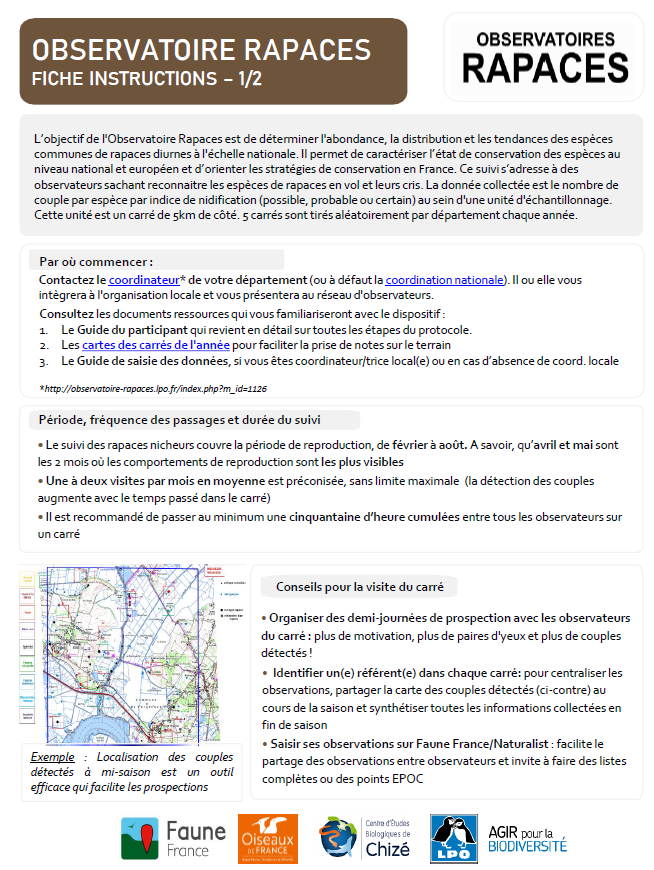 OBSERVATOIRE RAPACES
FICHE INSTRUCTIONS – 1/2
OBSERVATOIRES
RAPACES
L'objectif de l'Observatoire Rapaces est de déterminer l'abondance, la distribution et les tendances des espèces
communes de rapaces diurnes à l'échelle nationale. Il permet de caractériser l'état de conservation des espèces au
niveau national et européen et d'orienter les stratégies de conservation en France. Ce suivi s'adresse à des
observateurs sachant reconnaitre les espèces de rapaces en vol et leurs cris. La donnée collectée est le nombre de
couple par espèce par indice de nidification (possible, probable ou certain) au sein d'une unité d'échantillonnage.
Cette unité est un carré de 5km de côté. 5 carrés sont tirés aléatoirement par département chaque année.
Par où commencer :
Contactez le coordinateur* de votre département (ou à défaut la coordination nationale). Il ou elle vous
intègrera à l'organisation locale et vous présentera au réseau d'observateurs.
Consultez les documents ressources qui vous familiariseront avec le dispositif :
1. Le Guide du participant qui revient en détail sur toutes les étapes du protocole.
2. Les cartes des carrés de l'année pour faciliter la prise de notes sur le terrain
3. Le Guide de saisie des données, si vous êtes coordinateur/trice local(e) ou en cas d'absence de coord. locale
*http://observatoire-rapaces.lpo.fr/index.php?m_id=1126
Période, fréquence des passages et durée du suivi
• Le suivi des rapaces nicheurs couvre la période de reproduction, de février à août. A savoir, qu'avril et mai sont
les 2 mois où les comportements de reproduction sont les plus visibles
• Une à deux visites par mois en moyenne est préconisée, sans limite maximale (la détection des couples
augmente avec le temps passé dans le carré)
• Il est recommandé de passer au minimum une cinquantaine d'heure cumulées entre tous les observateurs sur
un carré
Exemple : Localisation des couples
détectés à mi-saison est un outil
efficace qui facilite les prospections
Conseils pour la visite du carré
• Organiser des demi-journées de prospection avec les observateurs
du carré : plus de motivation, plus de paires d'yeux et plus de couples
détectés !
• Identifier un(e) référent(e) dans chaque carré: pour centraliser les
observations, partager la carte des couples détectés (ci-contre) au
cours de la saison et synthétiser toutes les informations collectées en
fin de saison
• Saisir ses observations sur Faune France/Naturalist : facilite le
partage des observations entre observateurs et invite à faire des listes
complètes ou des points EPOC
Faune
France
Oiseaux
DE FRANCE
Centre d'Études
Biologiques de
Chizé
LPO
AGIR pour la
BIODIVERSITÉ